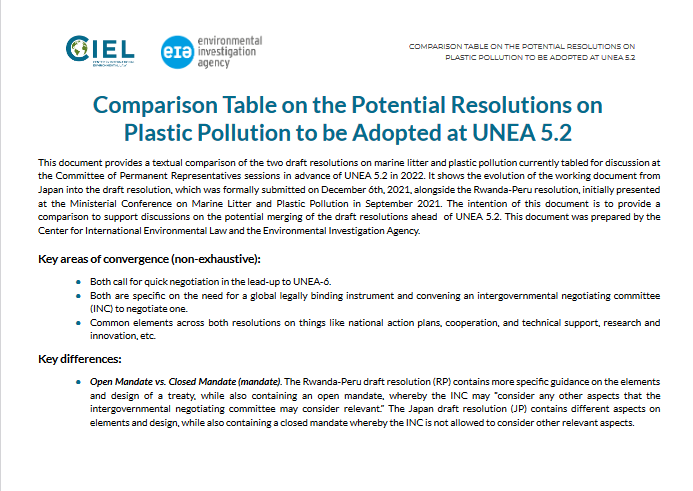 CIEL
CENTER for INTERNATIONAL
ENVIRONMENTAL LAW
eia
environmental
investigation
agency
COMPARISON TABLE ON THE POTENTIAL RESOLUTIONS ON
PLASTIC POLLUTION TO BE ADOPTED AT UNEA 5.2
Comparison Table on the Potential Resolutions on
Plastic Pollution to be Adopted at UNEA 5.2
This document provides a textual comparison of the two draft resolutions on marine litter and plastic pollution currently tabled for discussion at
the Committee of Permanent Representatives sessions in advance of UNEA 5.2 in 2022. It shows the evolution of the working document from
Japan into the draft resolution, which was formally submitted on December 6th, 2021, alongside the Rwanda-Peru resolution, initially presented
at the Ministerial Conference on Marine Litter and Plastic Pollution in September 2021. The intention of this document is to provide a
comparison to support discussions on the potential merging of the draft resolutions ahead of UNEA 5.2. This document was prepared by the
Center for International Environmental Law and the Environmental Investigation Agency.
Key areas of convergence (non-exhaustive):
• Both call for quick negotiation in the lead-up to UNEA-6.
• Both are specific on the need for a global legally binding instrument and convening an intergovernmental negotiating committee
(INC) to negotiate one.
• Common elements across both resolutions on things like national action plans, cooperation, and technical support, research and
innovation, etc.
Key differences:
• Open Mandate vs. Closed Mandate (mandate). The Rwanda-Peru draft resolution (RP) contains more specific guidance on the elements
and design of a treaty, while also containing an open mandate, whereby the INC may "consider any other aspects that the
intergovernmental negotiating committee may consider relevant." The Japan draft resolution (JP) contains different aspects on
elements and design, while also containing a closed mandate whereby the INC is not allowed to consider other relevant aspects.